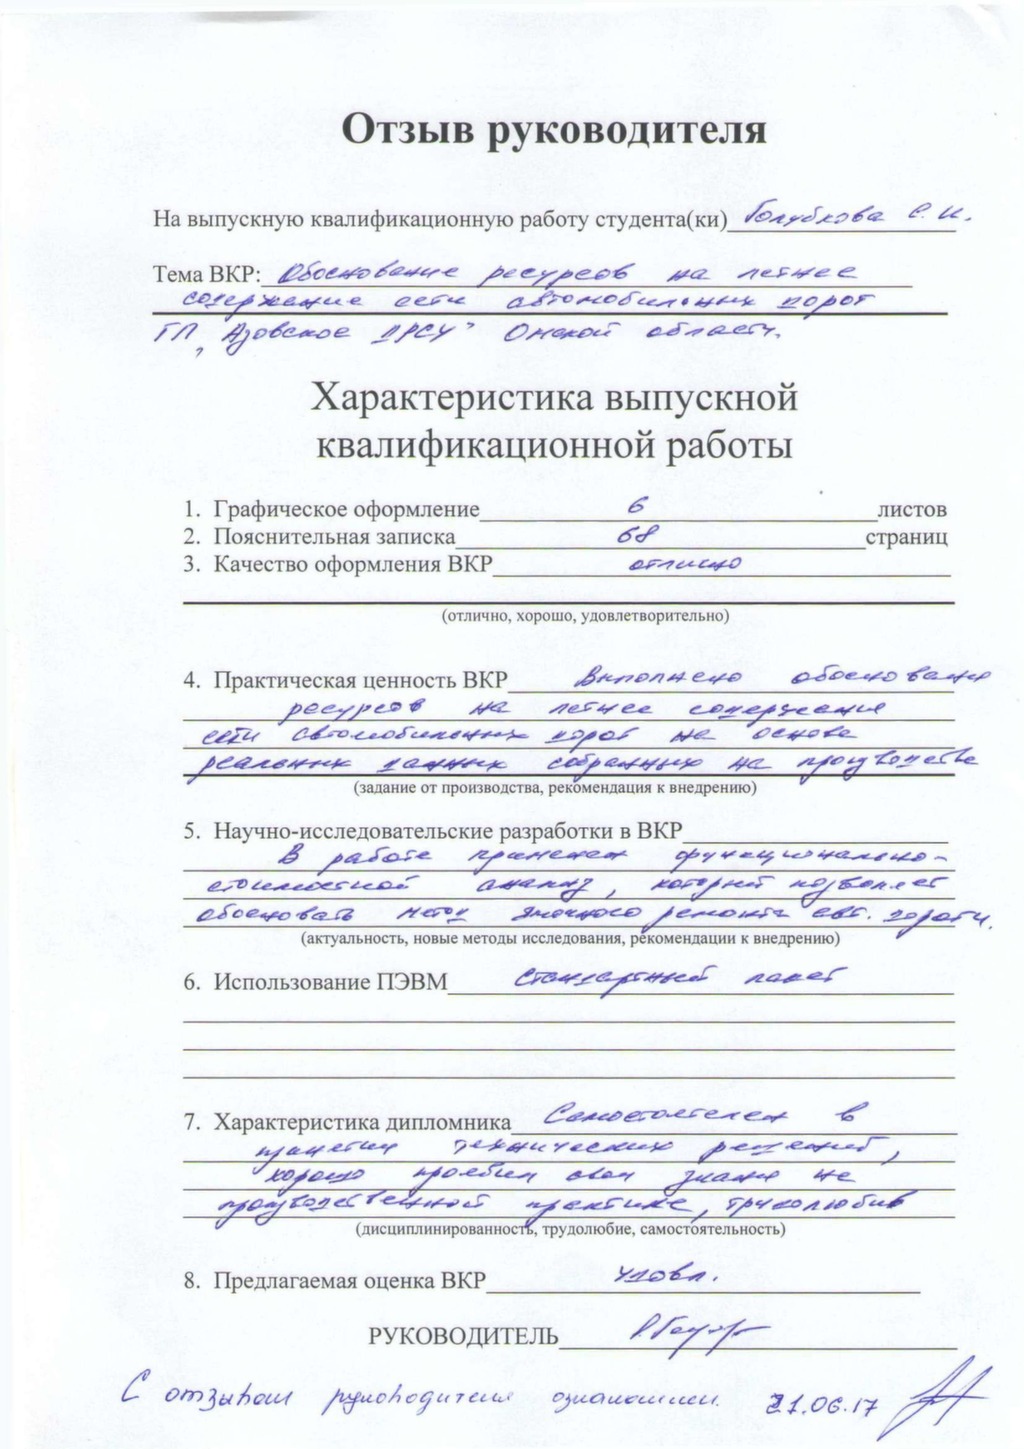 Отзыв руководителя
На выпускную квалификационную работу студента(ки) Голубкова С. И.
Тема ВКР: Обоснование ресурсов на летнее
содержание сети автомобильных дорог
ГП „Азовское ДРСУ" Омской области.
Характеристика выпускной
квалификационной работы
1. Графическое оформление 6 листов
2. Пояснительная записка 68 страниц
3. Качество оформления ВКР отлично
(отлично, хорошо, удовлетворительно)
4. Практическая ценность ВКР Выполнено обоснование
ресурсов на летнее содержание
сети автомобильных дорог на основе
реальных данных собранных на производстве
(задание от производства, рекомендация к внедрению)
5. Научно-исследовательские разработки в ВКР
В работе применен функционально-
стоимостной анализ, который позволяет
обосновать метод ямочного ремонта авт. дороги.
(актуальность, новые методы исследования, рекомендации к внедрению)
6. Использование ПЭВМ стандартный пакет
7. Характеристика дипломника Самостоятелен в
принятии технических решений,
хорошо проявил свои знания на
производственной практике, трудолюбив
(дисциплинированность, трудолюбие, самостоятельность)
8. Предлагаемая оценка ВКР удовл.
РУКОВОДИТЕЛЬ
С отзывом руководителя ознакомлен. 21.06.17